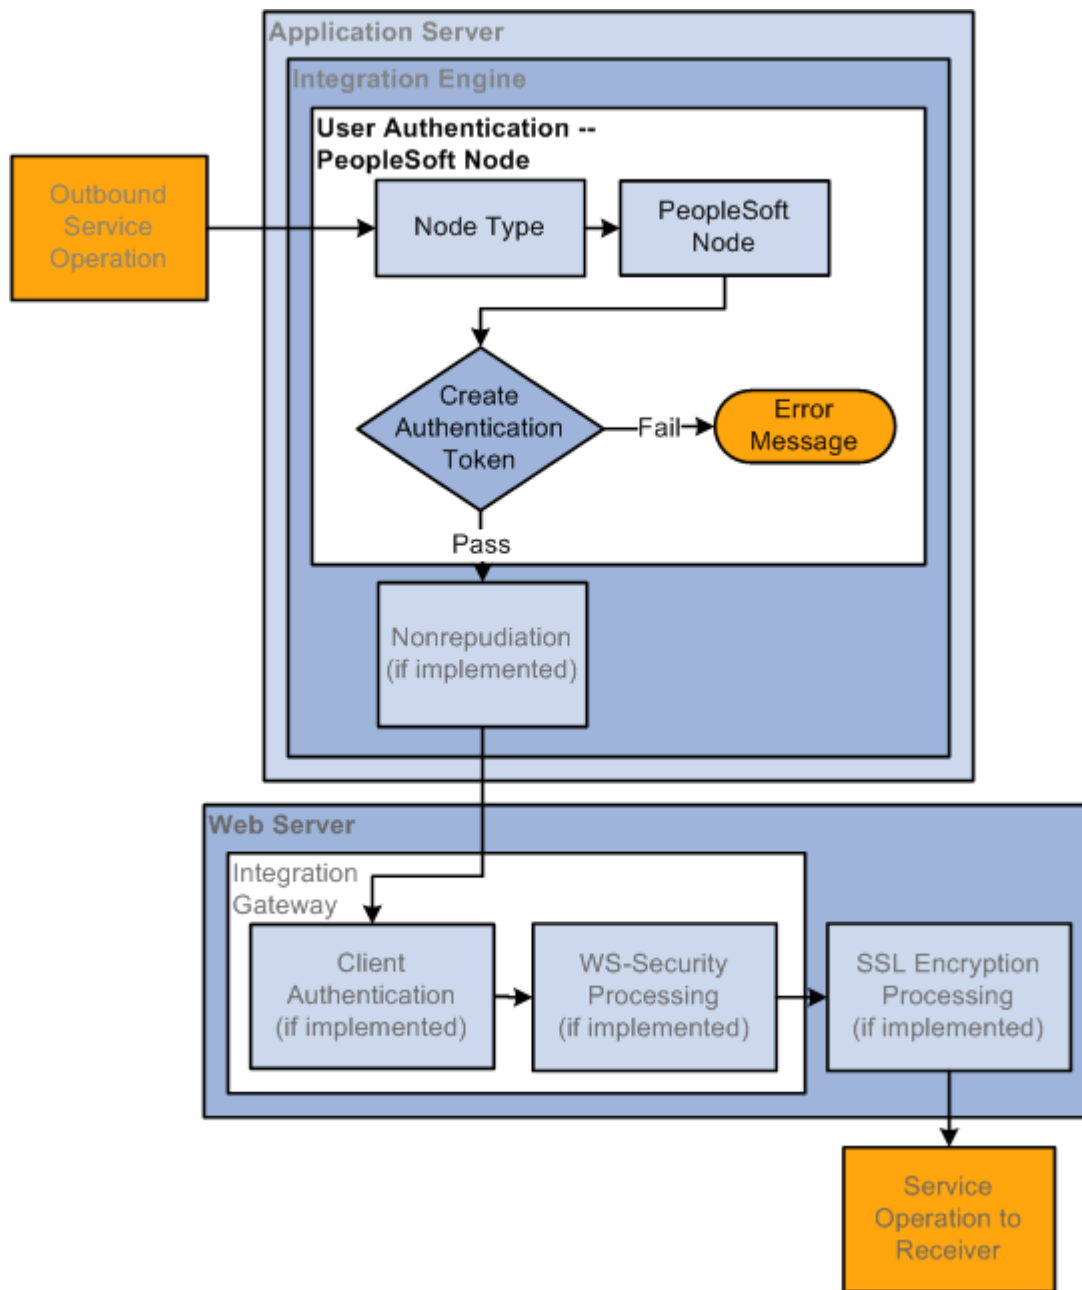 Application Server
Integration Engine
User Authentication --
PeopleSoft Node
Outbound
Service
Operation
Node Type
PeopleSoft
Node
Create
Authentication
Token
Fail
Error
Message
Pass
Nonrepudiation
(if implemented)
Web Server
Integration
Gateway
Client
Authentication
(if implemented)
WS-Security
Processing
(if implemented)
SSL Encryption
Processing
(if implemented)
Service
Operation to
Receiver